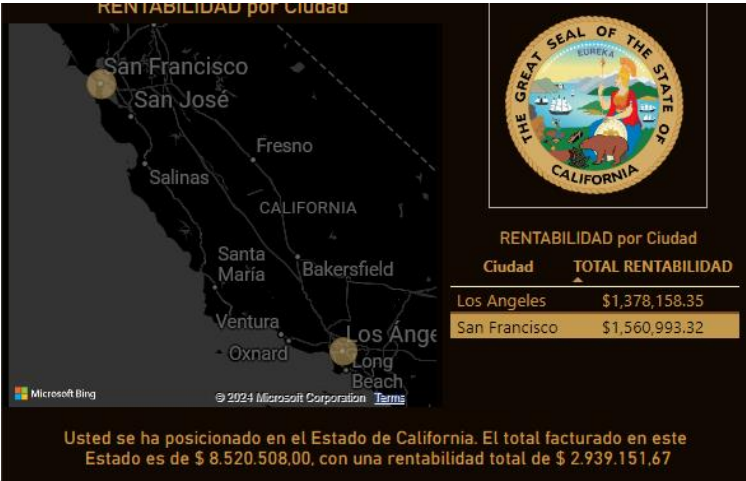 RENTABILIDAD por Ciudad
San Francisco
San José
Fresno
Salinas
CALIFORNIA
Santa
María
Bakersfield
Ventura
Oxnard
Los Ánge
Long
Beach
Microsoft Bing
© 2024 Microsoft Corporation Terms
THE GREAT SEAL OF THE STATE OF CALIFORNIA
EUREKA
RENTABILIDAD por Ciudad
Ciudad TOTAL RENTABILIDAD
Los Angeles $1,378,158.35
San Francisco $1,560,993.32
Usted se ha posicionado en el Estado de California. El total facturado en este
Estado es de $ 8.520.508,00, con una rentabilidad total de $ 2.939.151,67